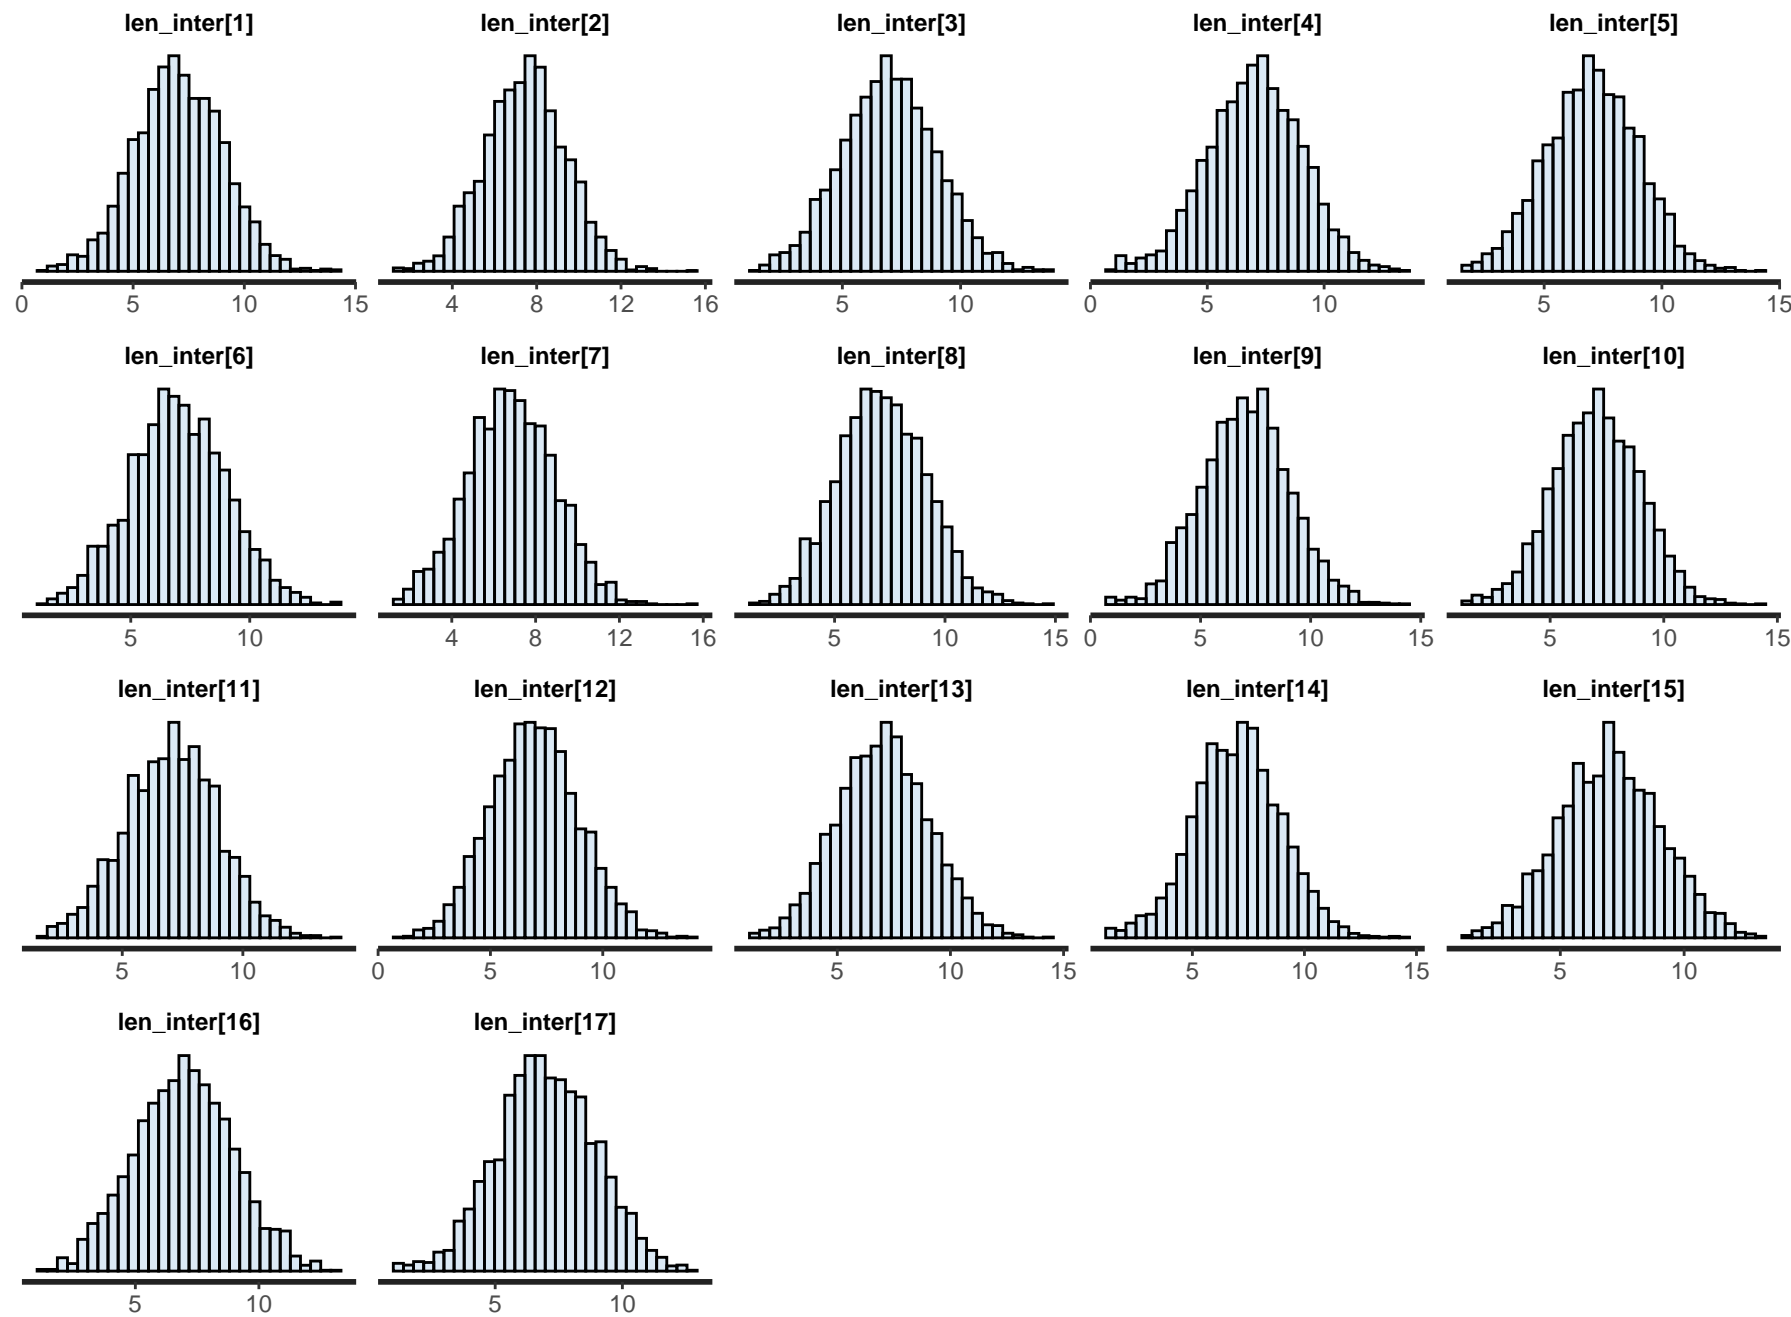 len_inter[1] len_inter[2] len_inter[3] len_inter[4] len_inter[5]
0 5 10 15 4 8 12 16 5 10 0 5 10 5 10 15
len_inter[6] len_inter[7] len_inter[8] len_inter[9] len_inter[10]
5 10 4 8 12 16 5 10 15 0 5 10 15 5 10 15
len_inter[11] len_inter[12] len_inter[13] len_inter[14] len_inter[15]
5 10 0 5 10 5 10 15 5 10 15 5 10
len_inter[16] len_inter[17]
5 10 5 10